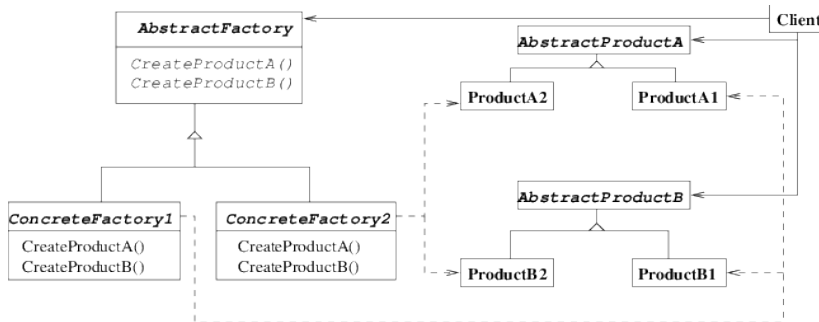 Client
AbstractFactory
CreateProductA()
CreateProductB()
AbstractProductA
ProductA2
ProductA1
ConcreteFactory1
CreateProductA()
CreateProductB()
ConcreteFactory2
CreateProductA()
CreateProductB()
AbstractProductB
ProductB2
ProductB1